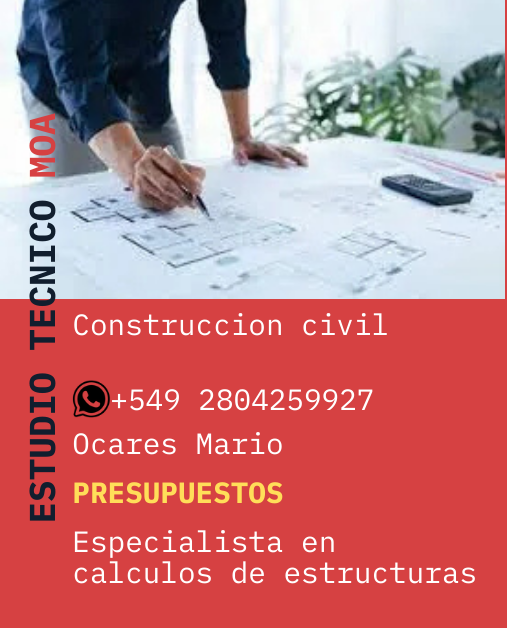 ESTUDIO TECNICO MOA
Construccion civil
+549 2804259927
Ocares Mario
PRESUPUESTOS
Especialista en
calculos de estructuras